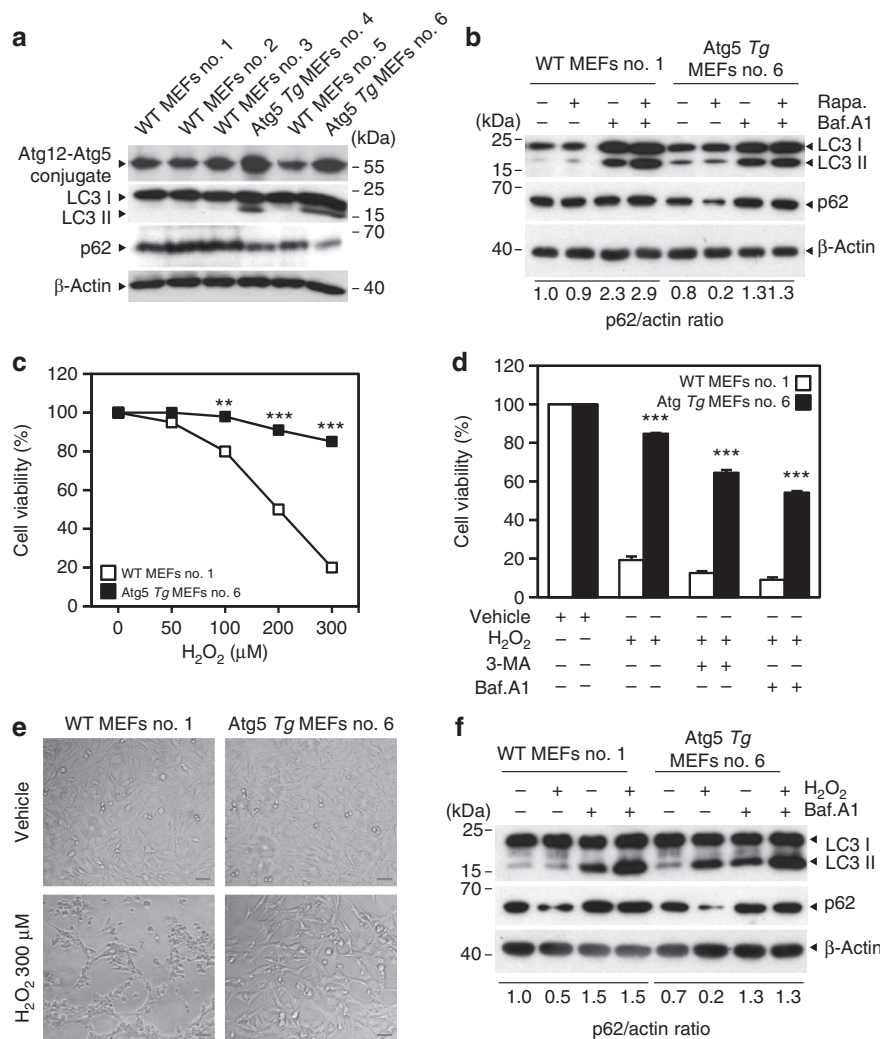 a
WT MEFs no. 1
WT MEFs no. 2
WT MEFs no. 3
Atg5 Tg MEFs no. 4
WT MEFs no. 5
Atg5 Tg MEFs no. 6
(kDa)
Atg12-Atg5
conjugate
LC3 I
LC3 II
p62
β-Actin
55
25
15
70
40
b
WT MEFs no. 1
Atg5 Tg
MEFs no. 6
– + – + – + – + Rapa.
(kDa) – – + + – – + + Baf.A1
25
15
70
40
LC3 I
LC3 II
p62
β-Actin
1.0 0.9 2.3 2.9 0.8 0.2 1.3 1.3
p62/actin ratio
c
Cell viability (%)
120
100
80
60
40
20
0
** *** ***
WT MEFs no. 1
Atg5 Tg MEFs no. 6
0 50 100 200 300
H₂O₂ (μM)
d
Cell viability (%)
120
100
80
60
40
20
0
WT MEFs no. 1
Atg Tg MEFs no. 6
*** *** ***
Vehicle + + – – – – – –
H₂O₂ – – + + + + + +
3-MA – – – – + + – –
Baf.A1 – – – – – – + +
e
WT MEFs no. 1 Atg5 Tg MEFs no. 6
Vehicle
H₂O₂ 300 μM
f
WT MEFs no. 1
Atg5 Tg
MEFs no. 6
– + – + – + – + H₂O₂
(kDa) – – + + – – + + Baf.A1
25
15
70
40
LC3 I
LC3 II
p62
β-Actin
1.0 0.5 1.5 1.5 0.7 0.2 1.3 1.3
p62/actin ratio